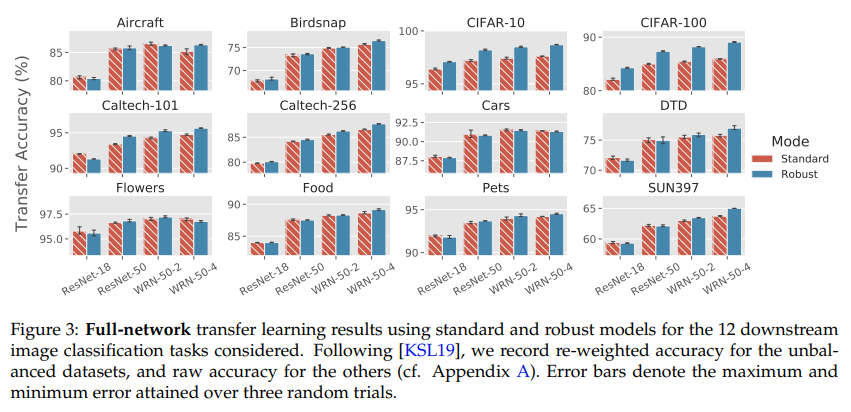 Aircraft Birdsnap CIFAR-10 CIFAR-100
85
80
75
70
100
95
90
80
Caltech-101 Caltech-256 Cars DTD
95
90
85
80
92.5
90.0
87.5
75
70
Flowers Food Pets SUN397
97.5
95.0
90
85
95
90
65
60
Transfer Accuracy (%)
Mode
Standard
Robust
ResNet-18 ResNet-50 WRN-50-2 WRN-50-4
ResNet-18 ResNet-50 WRN-50-2 WRN-50-4
ResNet-18 ResNet-50 WRN-50-2 WRN-50-4
ResNet-18 ResNet-50 WRN-50-2 WRN-50-4
Figure 3: Full-network transfer learning results using standard and robust models for the 12 downstream
image classification tasks considered. Following [KSL19], we record re-weighted accuracy for the unbal-
anced datasets, and raw accuracy for the others (cf. Appendix A). Error bars denote the maximum and
minimum error attained over three random trials.